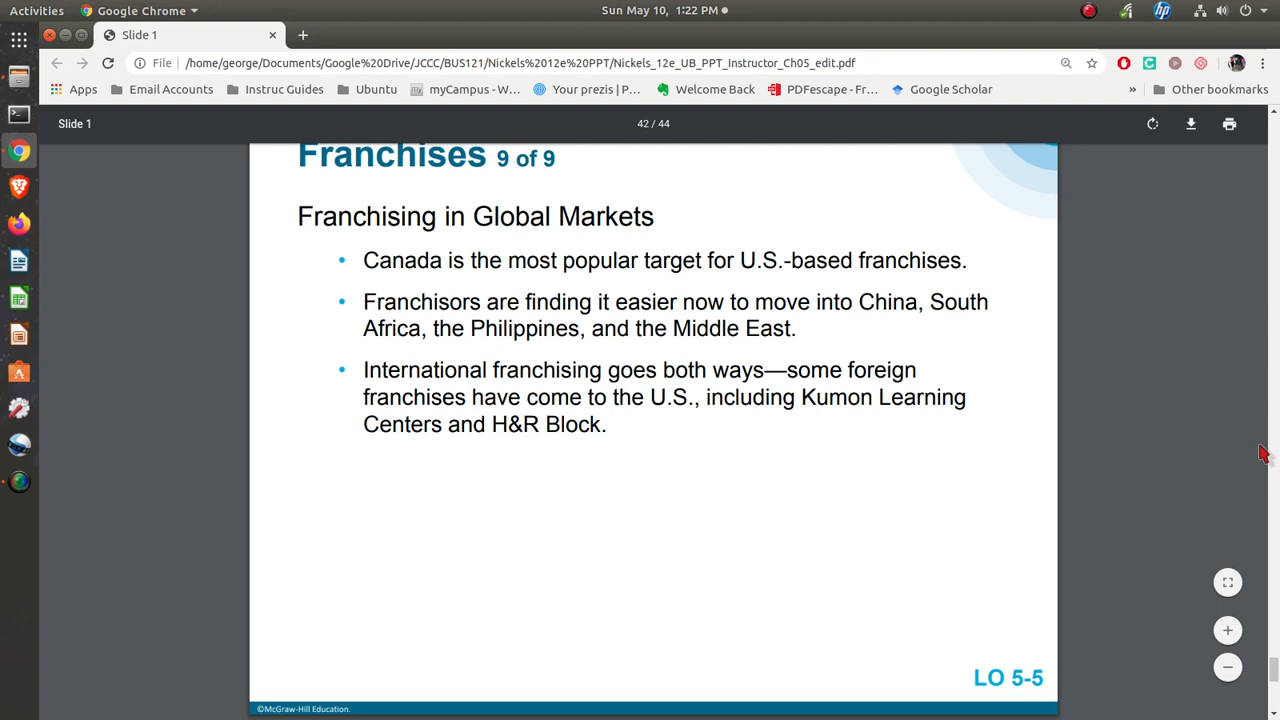 Activities
Google Chrome
Sun May 10, 1:22 PM
Slide 1
File
/home/george/Documents/Google%20Drive/JCCC/BUS121/Nickels%2012e%20PPT/Nickels_12e_UB_PPT_Instructor_Ch05_edit.pdf
Apps
Email Accounts
Instruc Guides
Ubuntu
myCampus - W...
Your prezis | P...
Welcome Back
PDFescape - Fr...
Google Scholar
»
Other bookmarks
Slide 1
42 / 44
Franchises 9 of 9
Franchising in Global Markets
• Canada is the most popular target for U.S.-based franchises.
• Franchisors are finding it easier now to move into China, South
Africa, the Philippines, and the Middle East.
• International franchising goes both ways—some foreign
franchises have come to the U.S., including Kumon Learning
Centers and H&R Block.
LO 5-5
©McGraw-Hill Education.